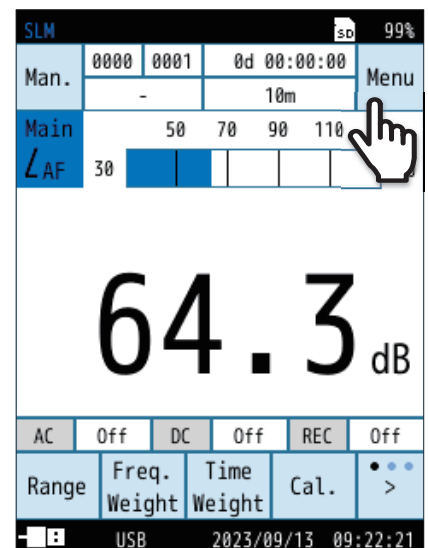 SLM SD 99%
Man. 0000 0001 0d 00:00:00 Menu
- 10m
Main 50 70 90 110
LAF 30
64.3 dB
AC Off DC Off REC Off
Range Freq. Weight Time Weight Cal. >
USB 2023/09/13 09:22:21